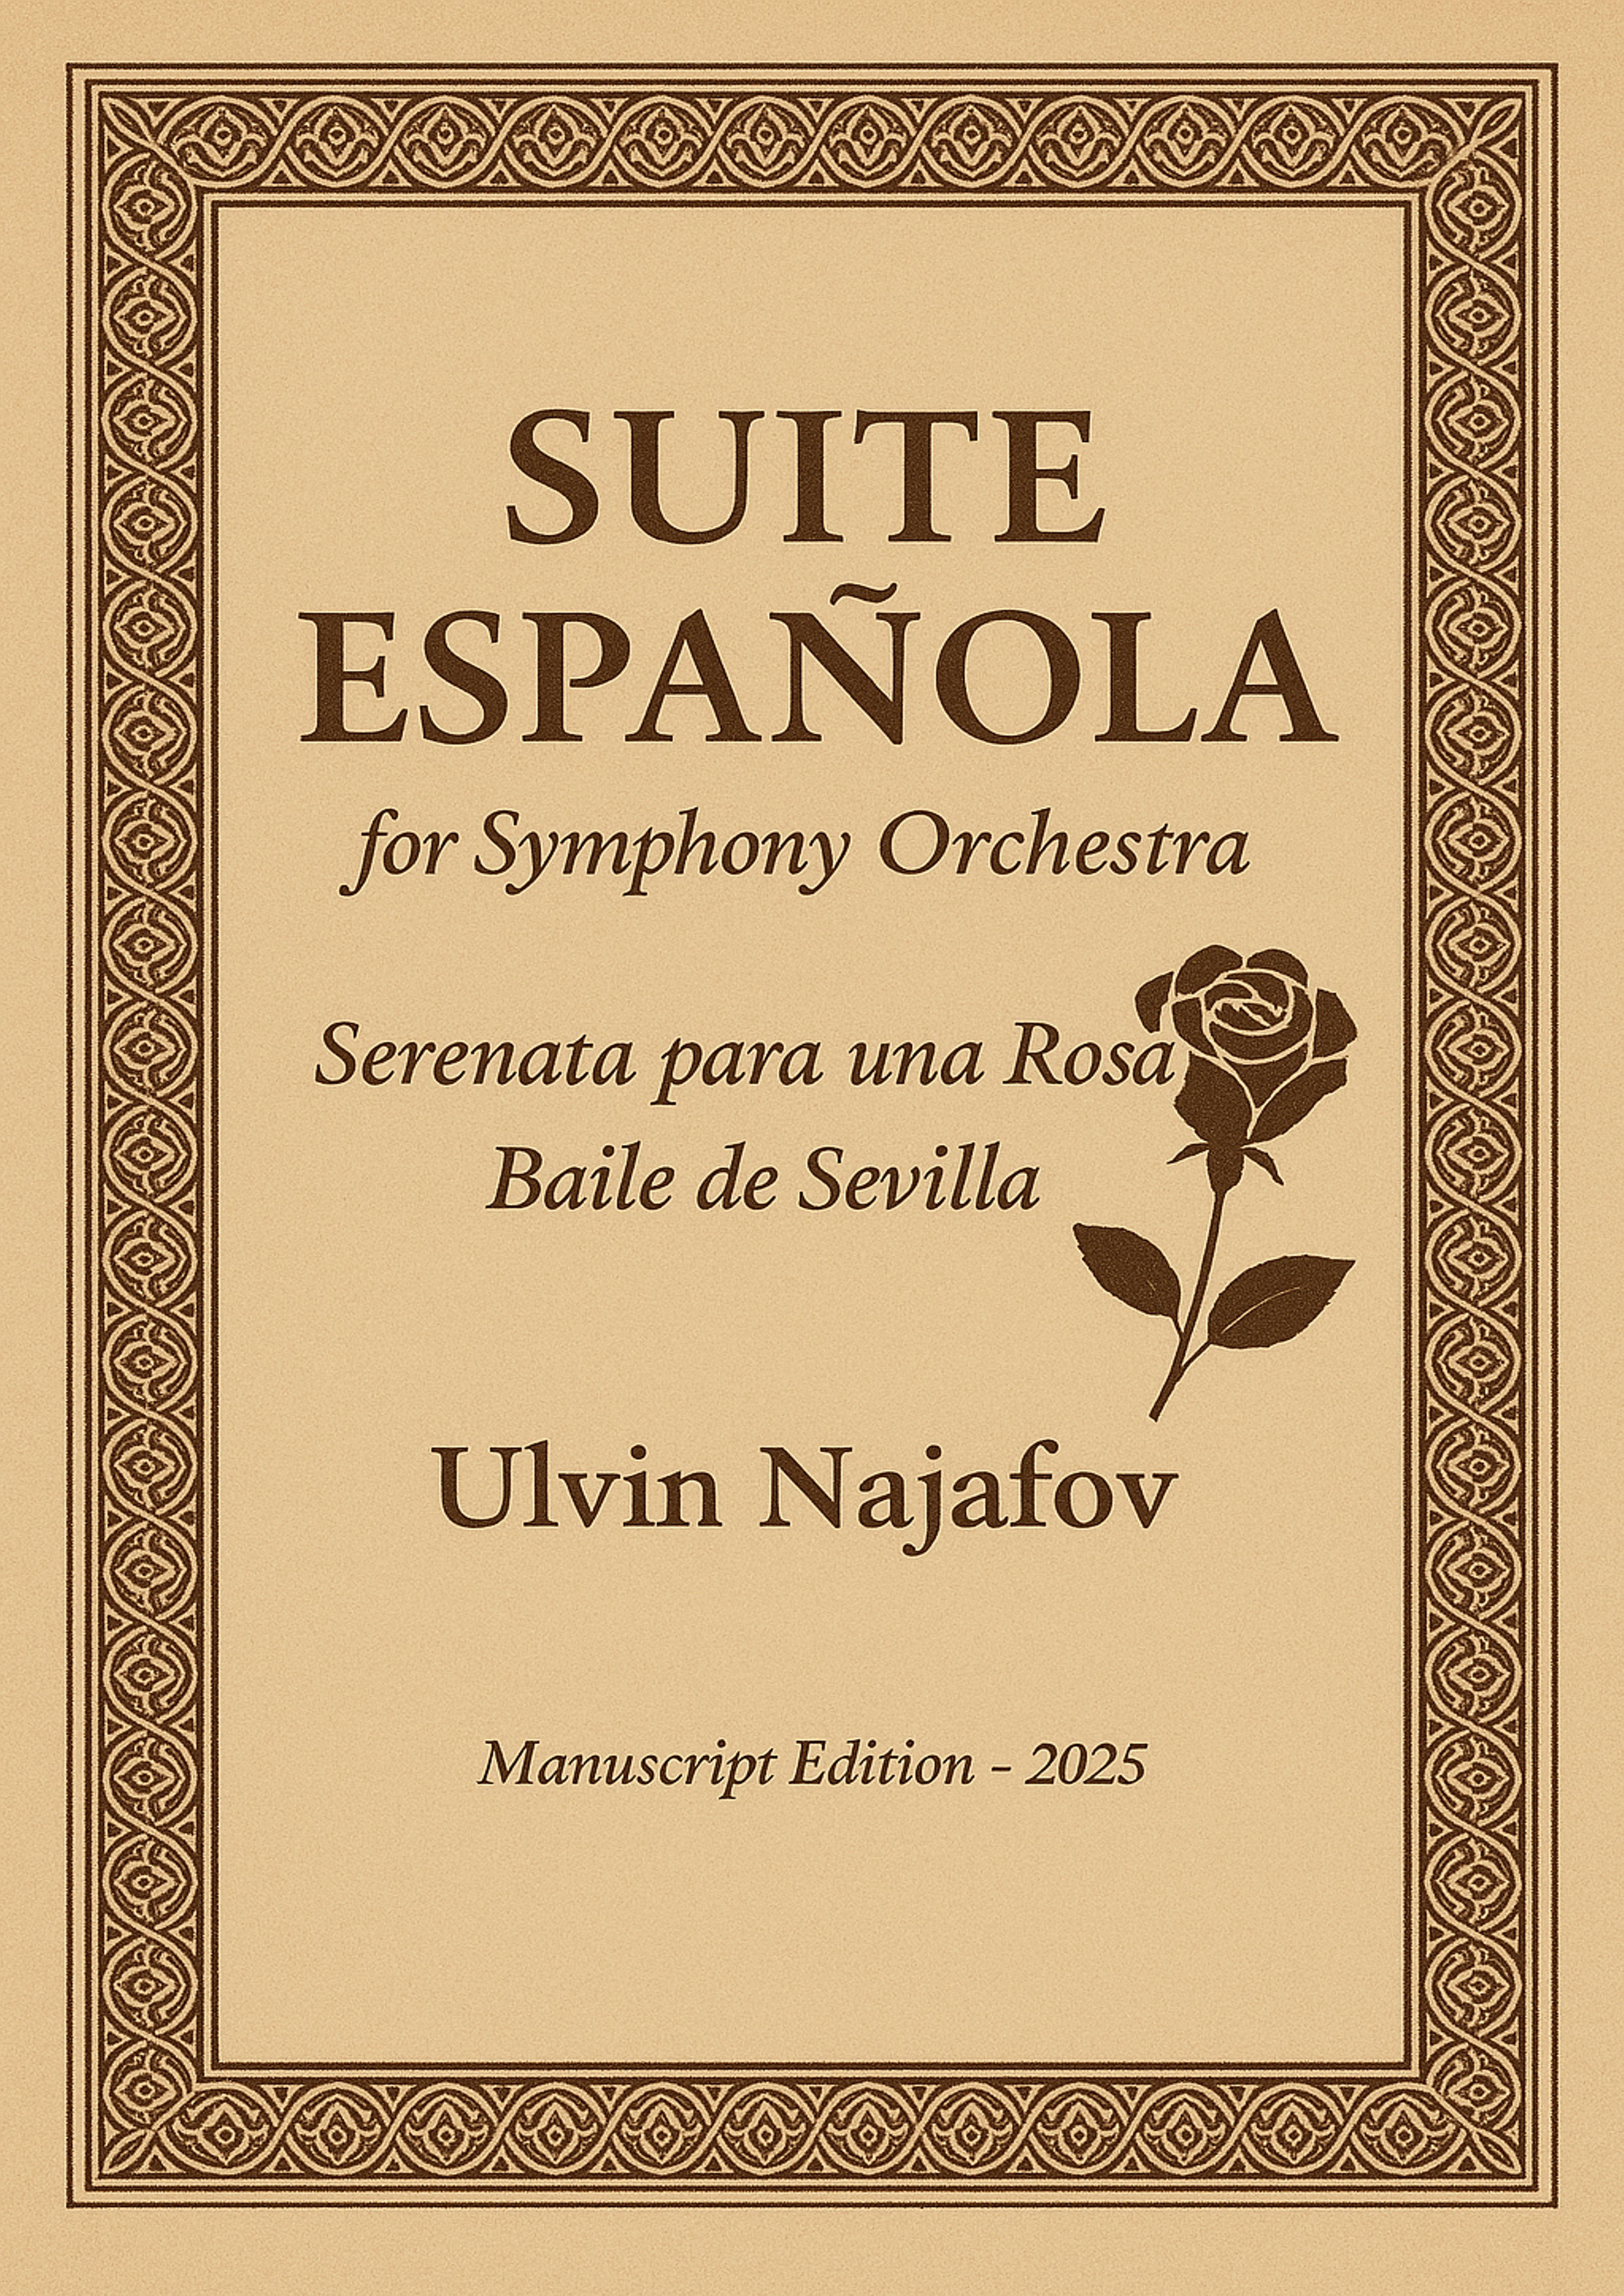 SUITE
ESPAÑOLA
for Symphony Orchestra
Serenata para una Rosa
Baile de Sevilla
Ulvin Najafov
Manuscript Edition – 2025